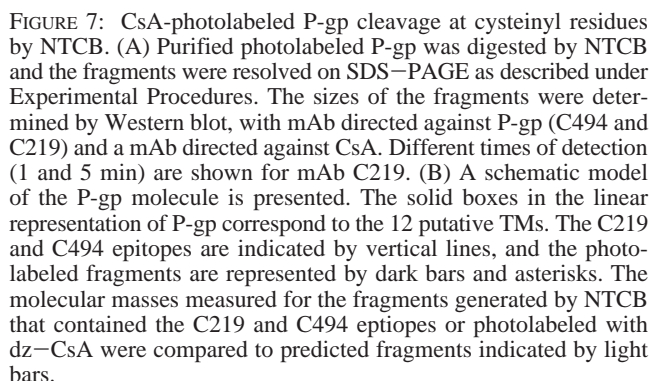 FIGURE 7: CsA-photolabeled P-gp cleavage at cysteinyl residues
by NTCB. (A) Purified photolabeled P-gp was digested by NTCB
and the fragments were resolved on SDS−PAGE as described under
Experimental Procedures. The sizes of the fragments were deter-
mined by Western blot, with mAb directed against P-gp (C494 and
C219) and a mAb directed against CsA. Different times of detection
(1 and 5 min) are shown for mAb C219. (B) A schematic model
of the P-gp molecule is presented. The solid boxes in the linear
representation of P-gp correspond to the 12 putative TMs. The C219
and C494 epitopes are indicated by vertical lines, and the photo-
labeled fragments are represented by dark bars and asterisks. The
molecular masses measured for the fragments generated by NTCB
that contained the C219 and C494 eptiopes or photolabeled with
dz−CsA were compared to predicted fragments indicated by light
bars.